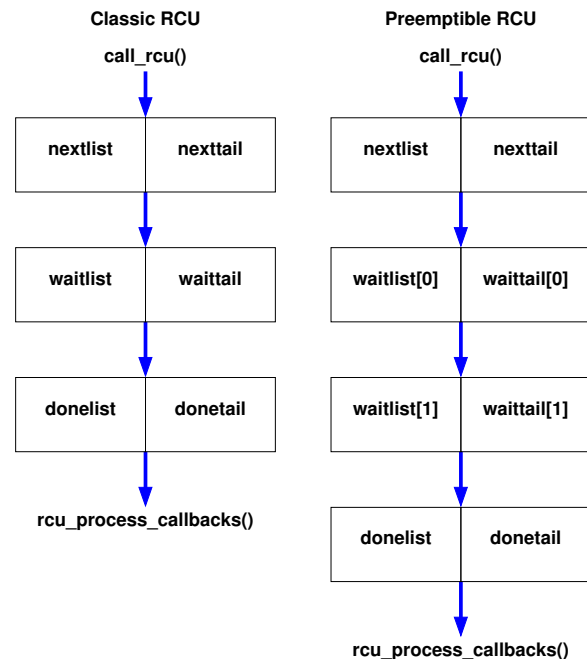 Classic RCU
call_rcu()
nextlist nexttail
waitlist waittail
donelist donetail
rcu_process_callbacks()
Preemptible RCU
call_rcu()
nextlist nexttail
waitlist[0] waittail[0]
waitlist[1] waittail[1]
donelist donetail
rcu_process_callbacks()